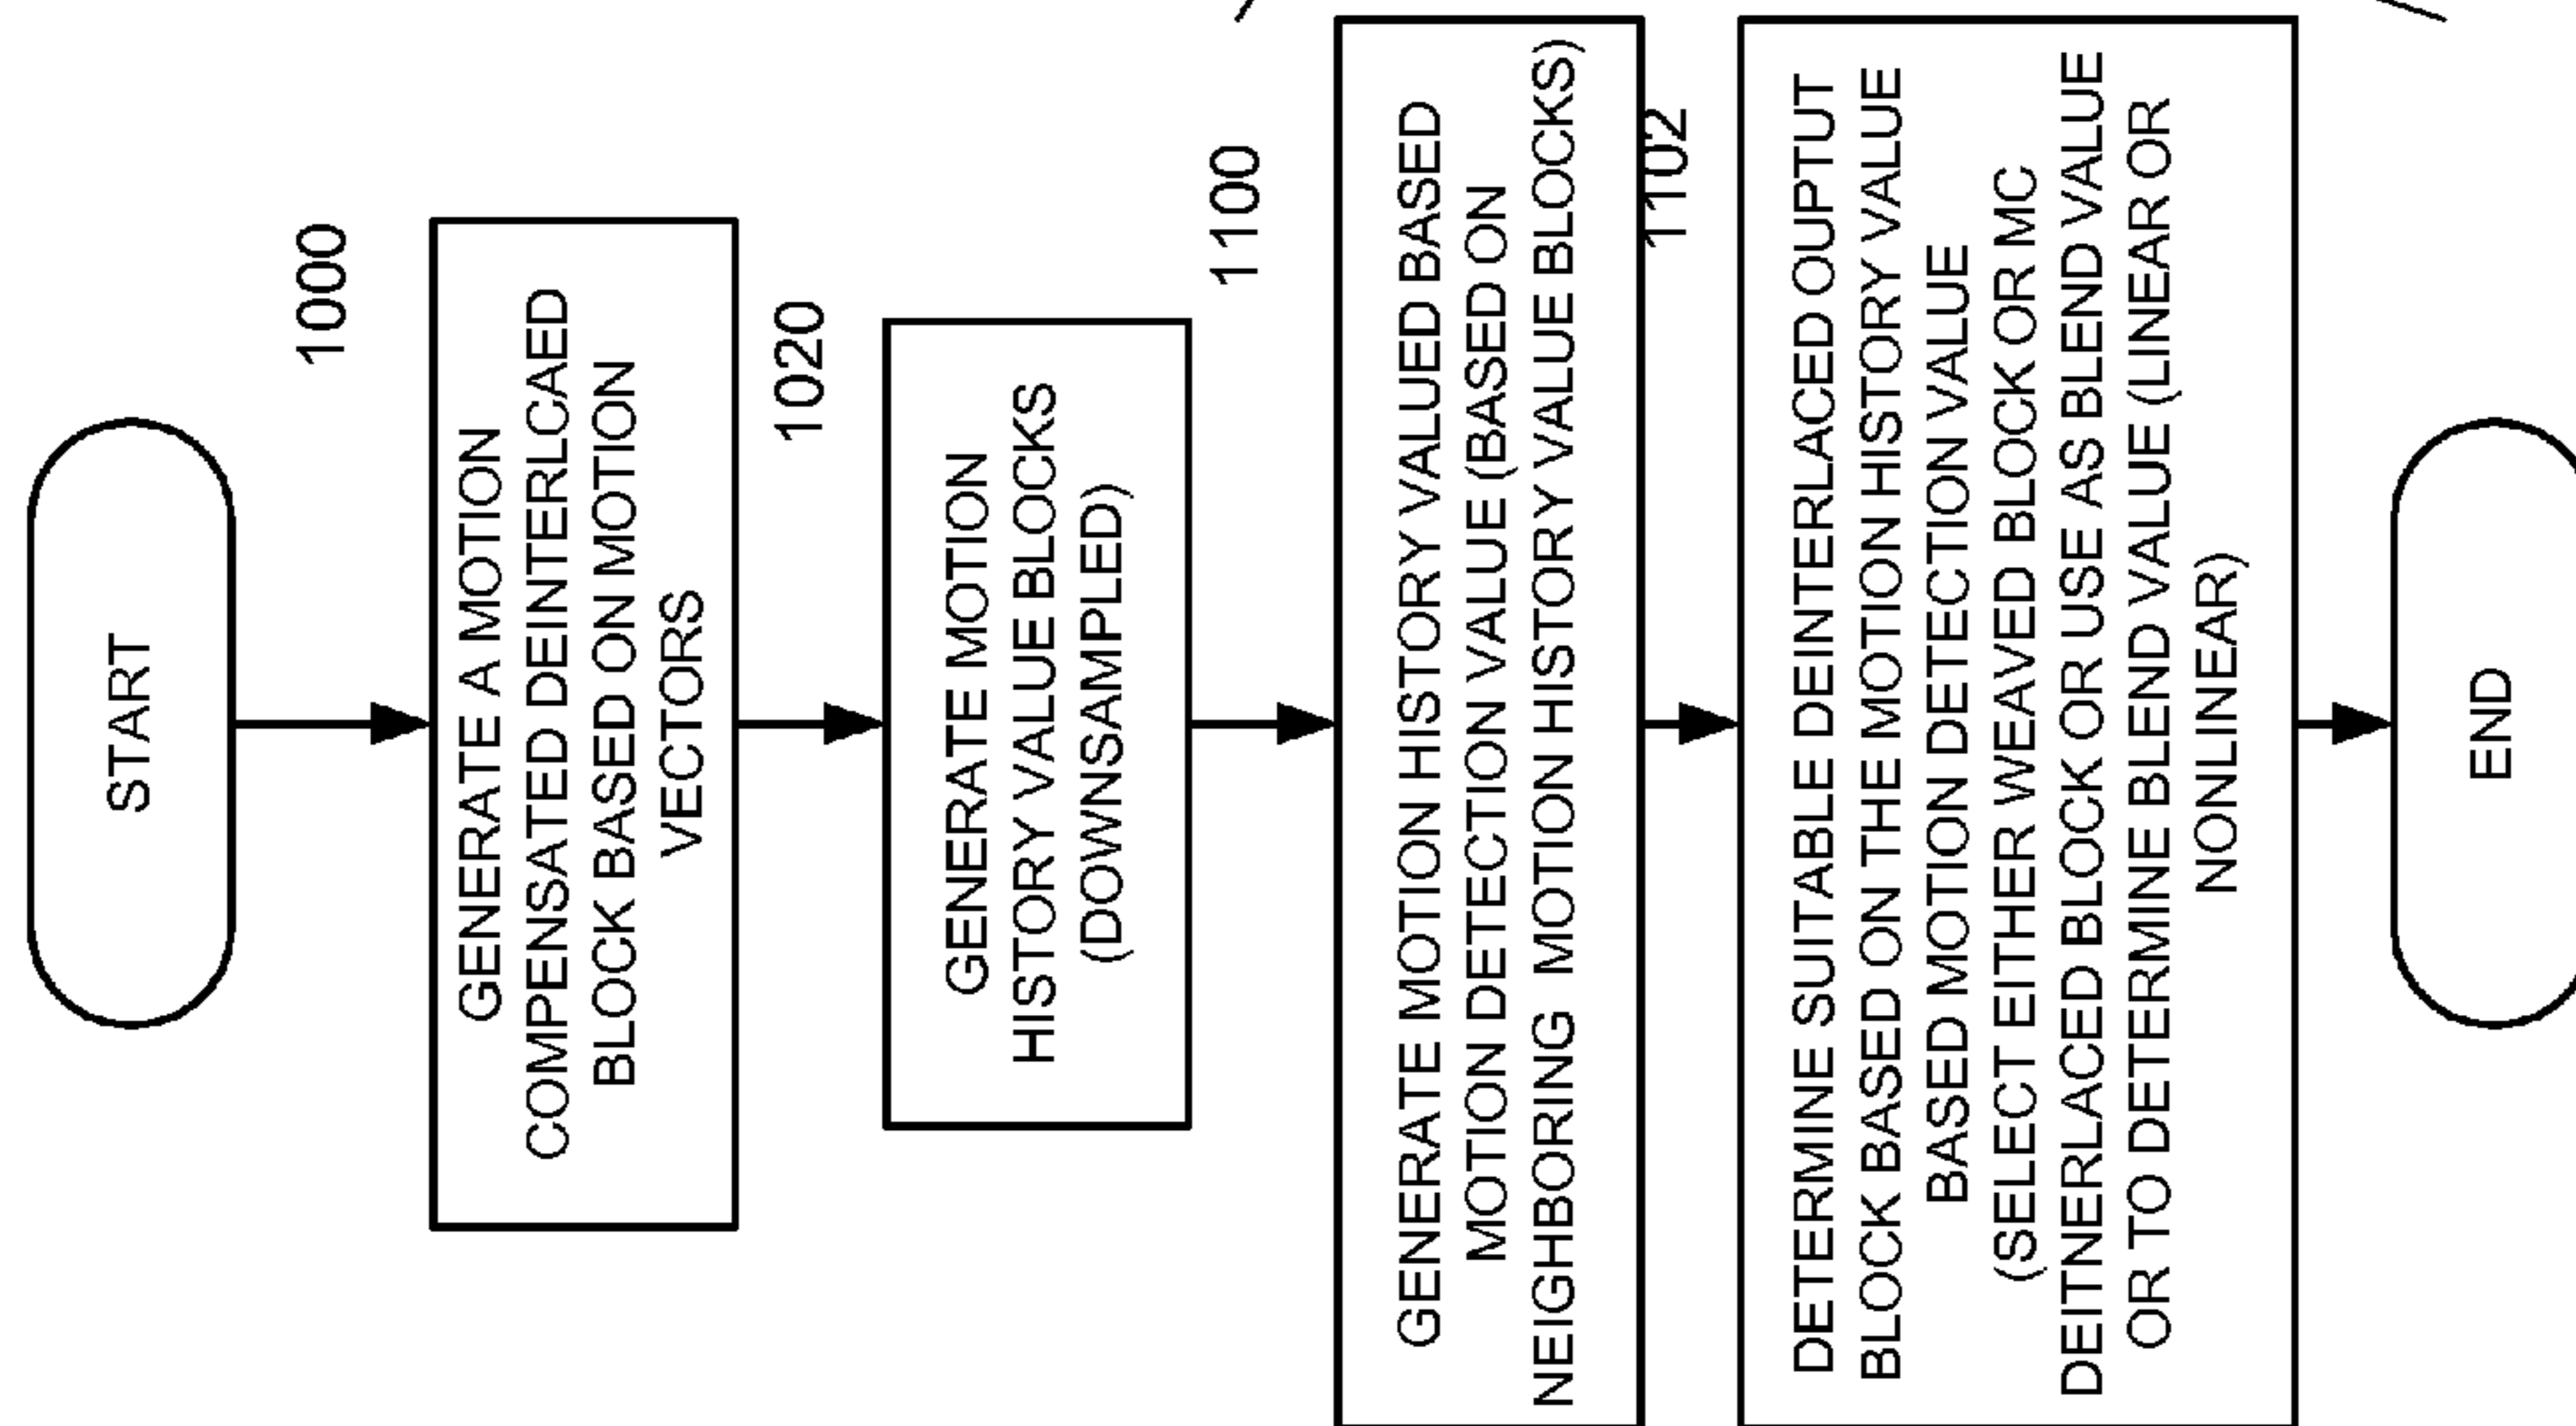 START
1000
GENERATE A MOTION
COMPENSATED DEINTERLCAED
BLOCK BASED ON MOTION
VECTORS
1020
GENERATE MOTION
HISTORY VALUE BLOCKS
(DOWNSAMPLED)
1100
GENERATE MOTION HISTORY VALUED BASED
MOTION DETECTION VALUE (BASED ON
NEIGHBORING MOTION HISTORY VALUE BLOCKS)
1102
DETERMINE SUITABLE DEINTERLACED OUPTUT
BLOCK BASED ON THE MOTION HISTORY VALUE
BASED MOTION DETECTION VALUE
(SELECT EITHER WEAVED BLOCK OR MC
DEITNERLACED BLOCK OR USE AS BLEND VALUE
OR TO DETERMINE BLEND VALUE (LINEAR OR
NONLINEAR)
END